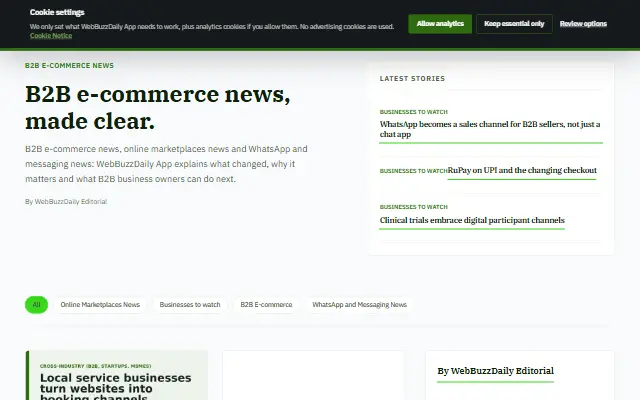 Cookie settings
We only set what WebBuzzDaily App needs to work, plus analytics cookies if you allow them. No advertising cookies are used.
Cookie Notice
Allow analytics
Keep essential only
Review options
B2B E-COMMERCE NEWS
B2B e-commerce news,
made clear.
B2B e-commerce news, online marketplaces news and WhatsApp and
messaging news: WebBuzzDaily App explains what changed, why it
matters and what B2B business owners can do next.
By WebBuzzDaily Editorial
LATEST STORIES
BUSINESSES TO WATCH
WhatsApp becomes a sales channel for B2B sellers, not just a
chat app
BUSINESSES TO WATCH RuPay on UPI and the changing checkout
BUSINESSES TO WATCH
Clinical trials embrace digital participant channels
All
Online Marketplaces News
Businesses to watch
B2B E-commerce
WhatsApp and Messaging News
CROSS-INDUSTRY (B2B, STARTUPS, MSMES)
Local service businesses
turn websites into
booking channels
By WebBuzzDaily Editorial